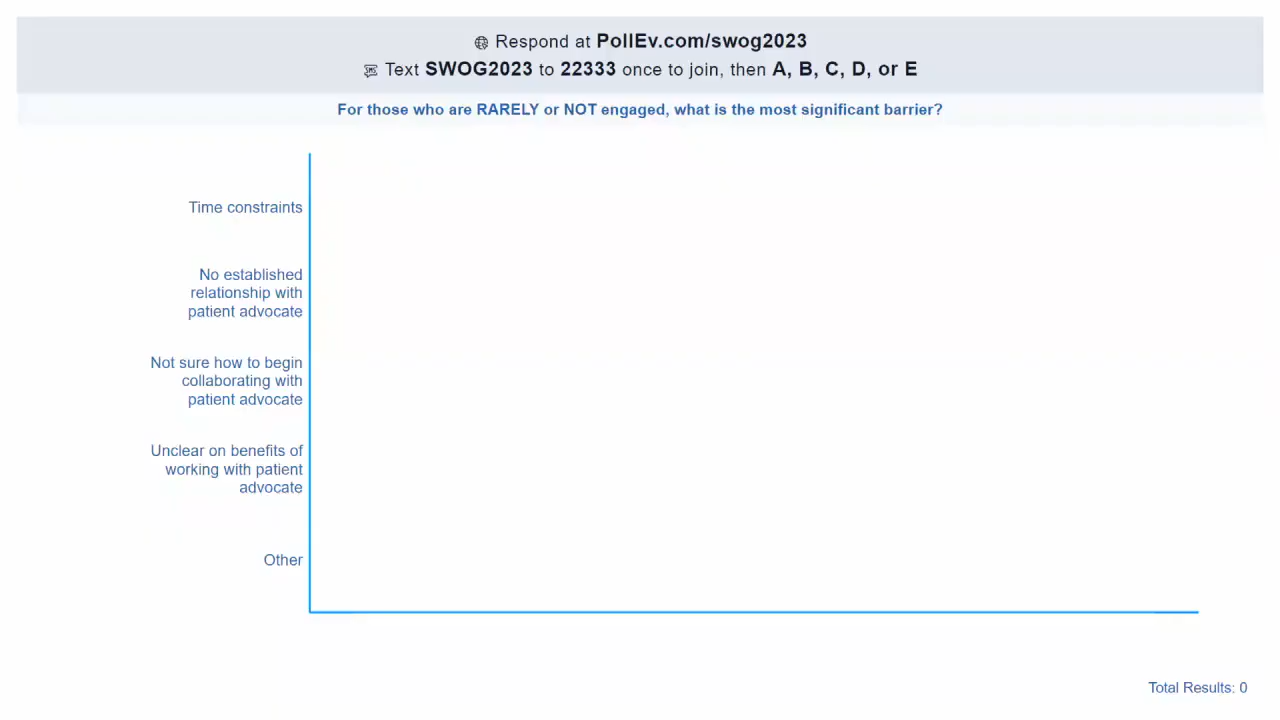 Respond at PollEv.com/swog2023
Text SWOG2023 to 22333 once to join, then A, B, C, D, or E
For those who are RARELY or NOT engaged, what is the most significant barrier?
Time constraints
No established
relationship with
patient advocate
Not sure how to begin
collaborating with
patient advocate
Unclear on benefits of
working with patient
advocate
Other
Total Results: 0